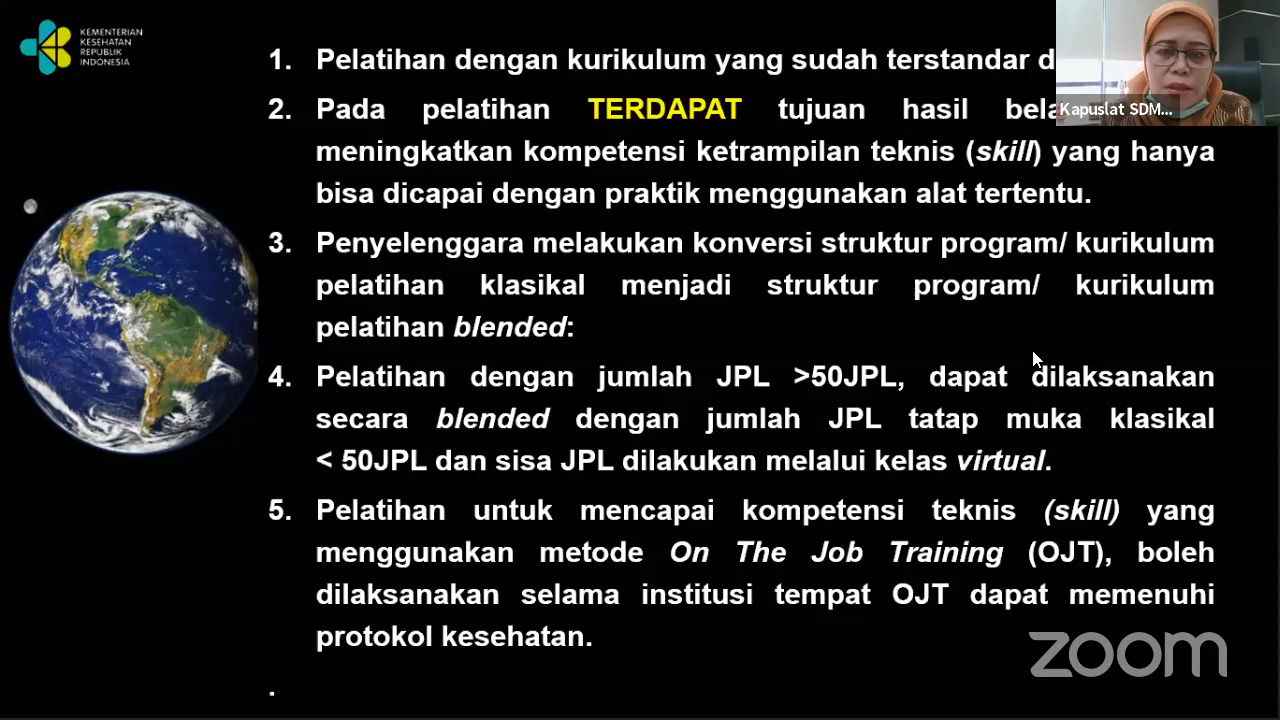 KEMENTERIAN
KESEHATAN
REPUBLIK
INDONESIA
1. Pelatihan dengan kurikulum yang sudah terstandar
2. Pada pelatihan TERDAPAT tujuan hasil
meningkatkan kompetensi ketrampilan teknis (skill) yang hanya
bisa dicapai dengan praktik menggunakan alat tertentu.
3. Penyelenggara melakukan konversi struktur program/ kurikulum
pelatihan klasikal menjadi struktur program/ kurikulum
pelatihan blended:
4. Pelatihan dengan jumlah JPL >50JPL, dapat dilaksanakan
secara blended dengan jumlah JPL tatap muka klasikal
< 50JPL dan sisa JPL dilakukan melalui kelas virtual.
5. Pelatihan untuk mencapai kompetensi teknis (skill) yang
menggunakan metode On The Job Training (OJT), boleh
dilaksanakan selama institusi tempat OJT dapat memenuhi
protokol kesehatan.
.
Kapuslat SDM...
zoom